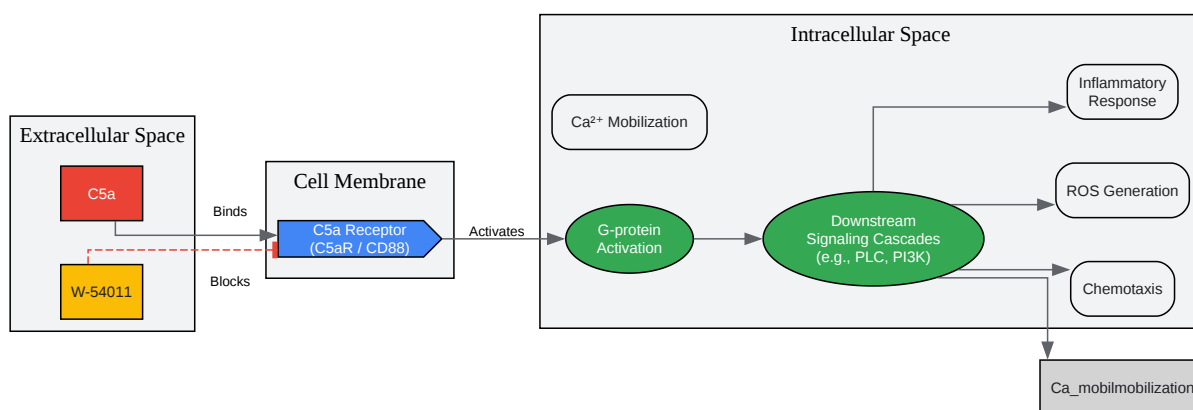 Intracellular Space
Extracellular Space
Cell Membrane
C5a
W-54011
Binds
Blocks
C5a Receptor
(C5aR / CD88)
Activates
Ca²⁺ Mobilization
G-protein
Activation
Downstream
Signaling Cascades
(e.g., PLC, PI3K)
Inflammatory
Response
ROS Generation
Chemotaxis
Ca_mobilmobilization